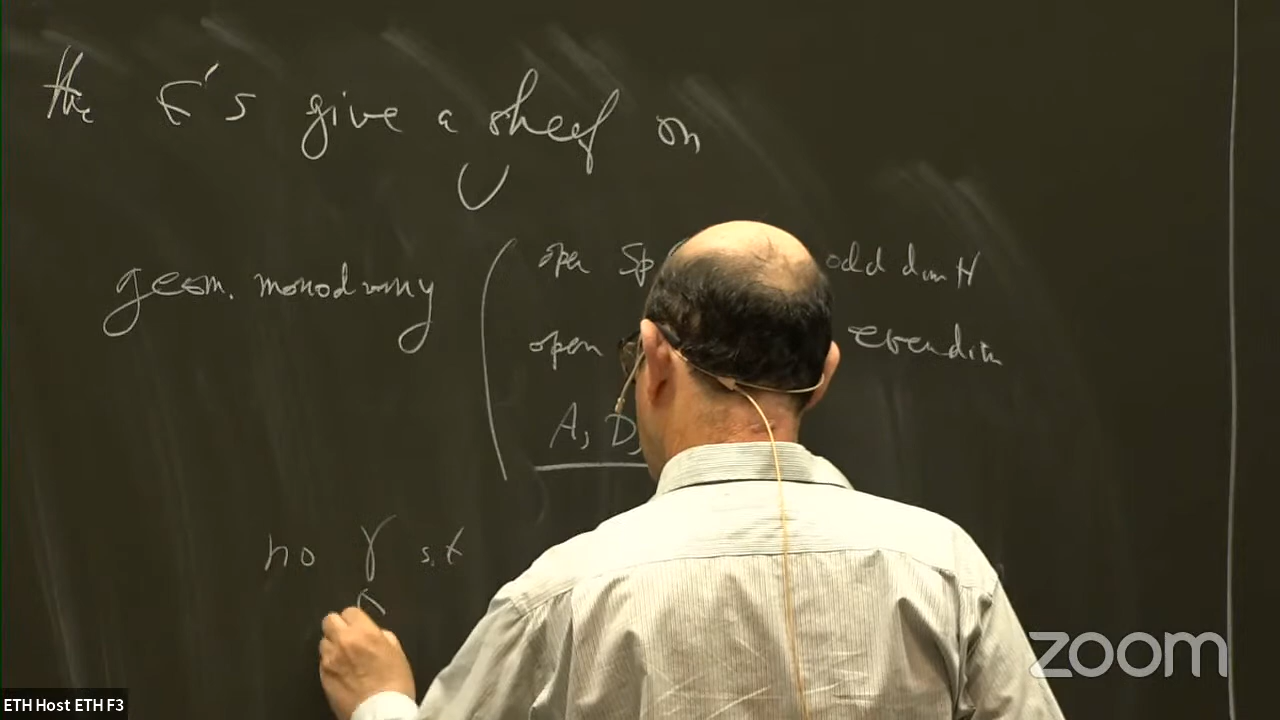 the E's give a sheaf on
U
geom. monodromy
open Sp odd dim H
open even dim
A, D,
no γ s.t
zoom
ETH Host ETH F3